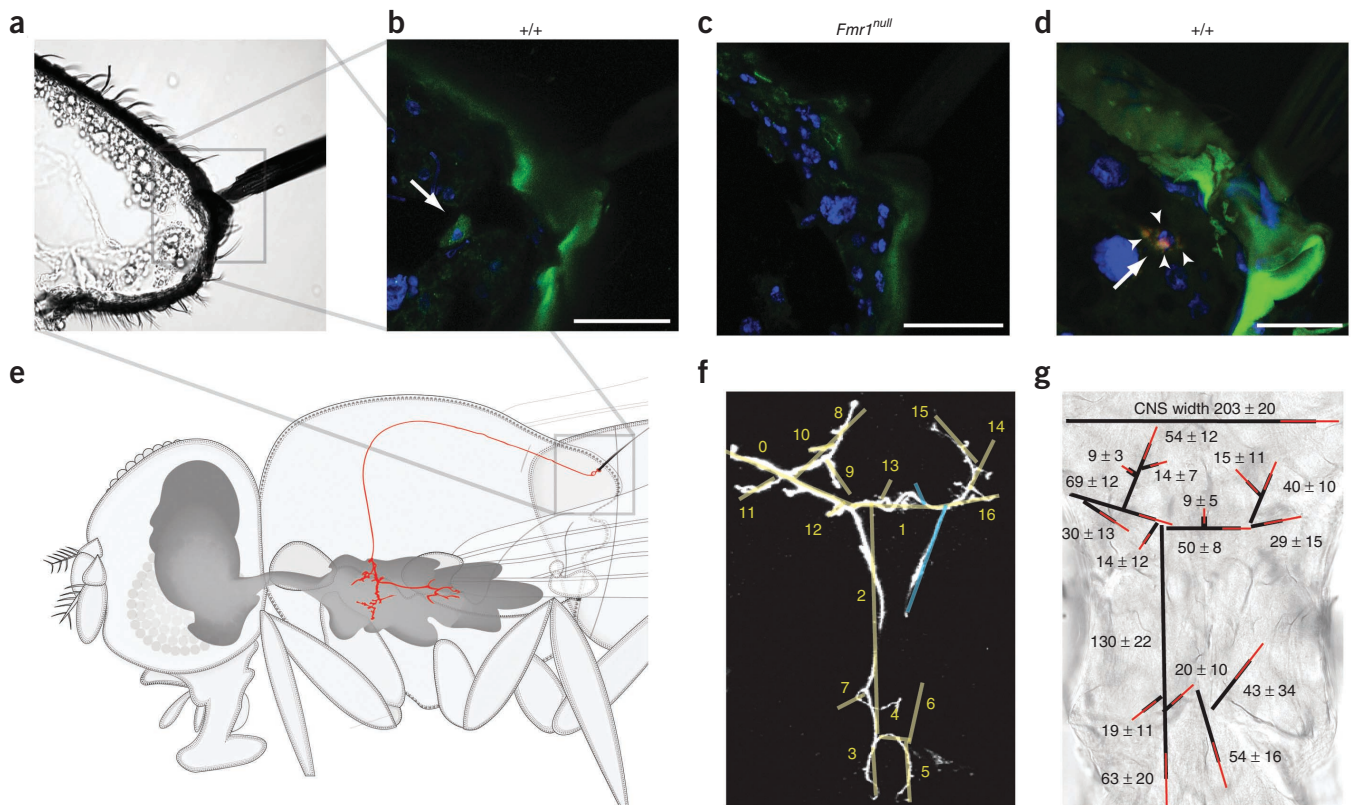 a
b
+/+
c
Fmr1null
d
+/+
e
f
8
15
14
0
10
9
13
11
12
1
16
2
7
6
4
3
5
g
CNS width 203 ± 20
54 ± 12
9 ± 3
15 ± 11
14 ± 7
69 ± 12
9 ± 5
40 ± 10
30 ± 13
50 ± 8
29 ± 15
14 ± 12
130 ± 22
20 ± 10
43 ± 34
19 ± 11
54 ± 16
63 ± 20